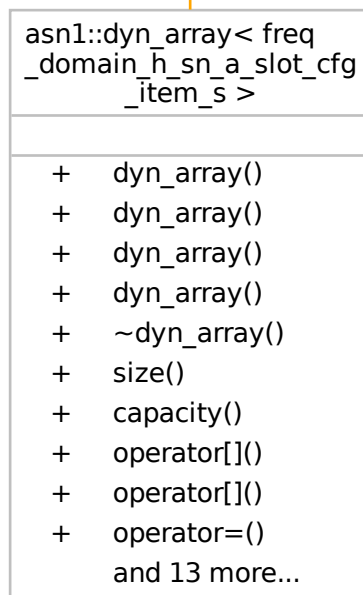 asn1::dyn_array< freq
_domain_h_sn_a_slot_cfg
_item_s >
+ dyn_array()
+ dyn_array()
+ dyn_array()
+ dyn_array()
+ ~dyn_array()
+ size()
+ capacity()
+ operator[]()
+ operator[]()
+ operator=()
and 13 more...